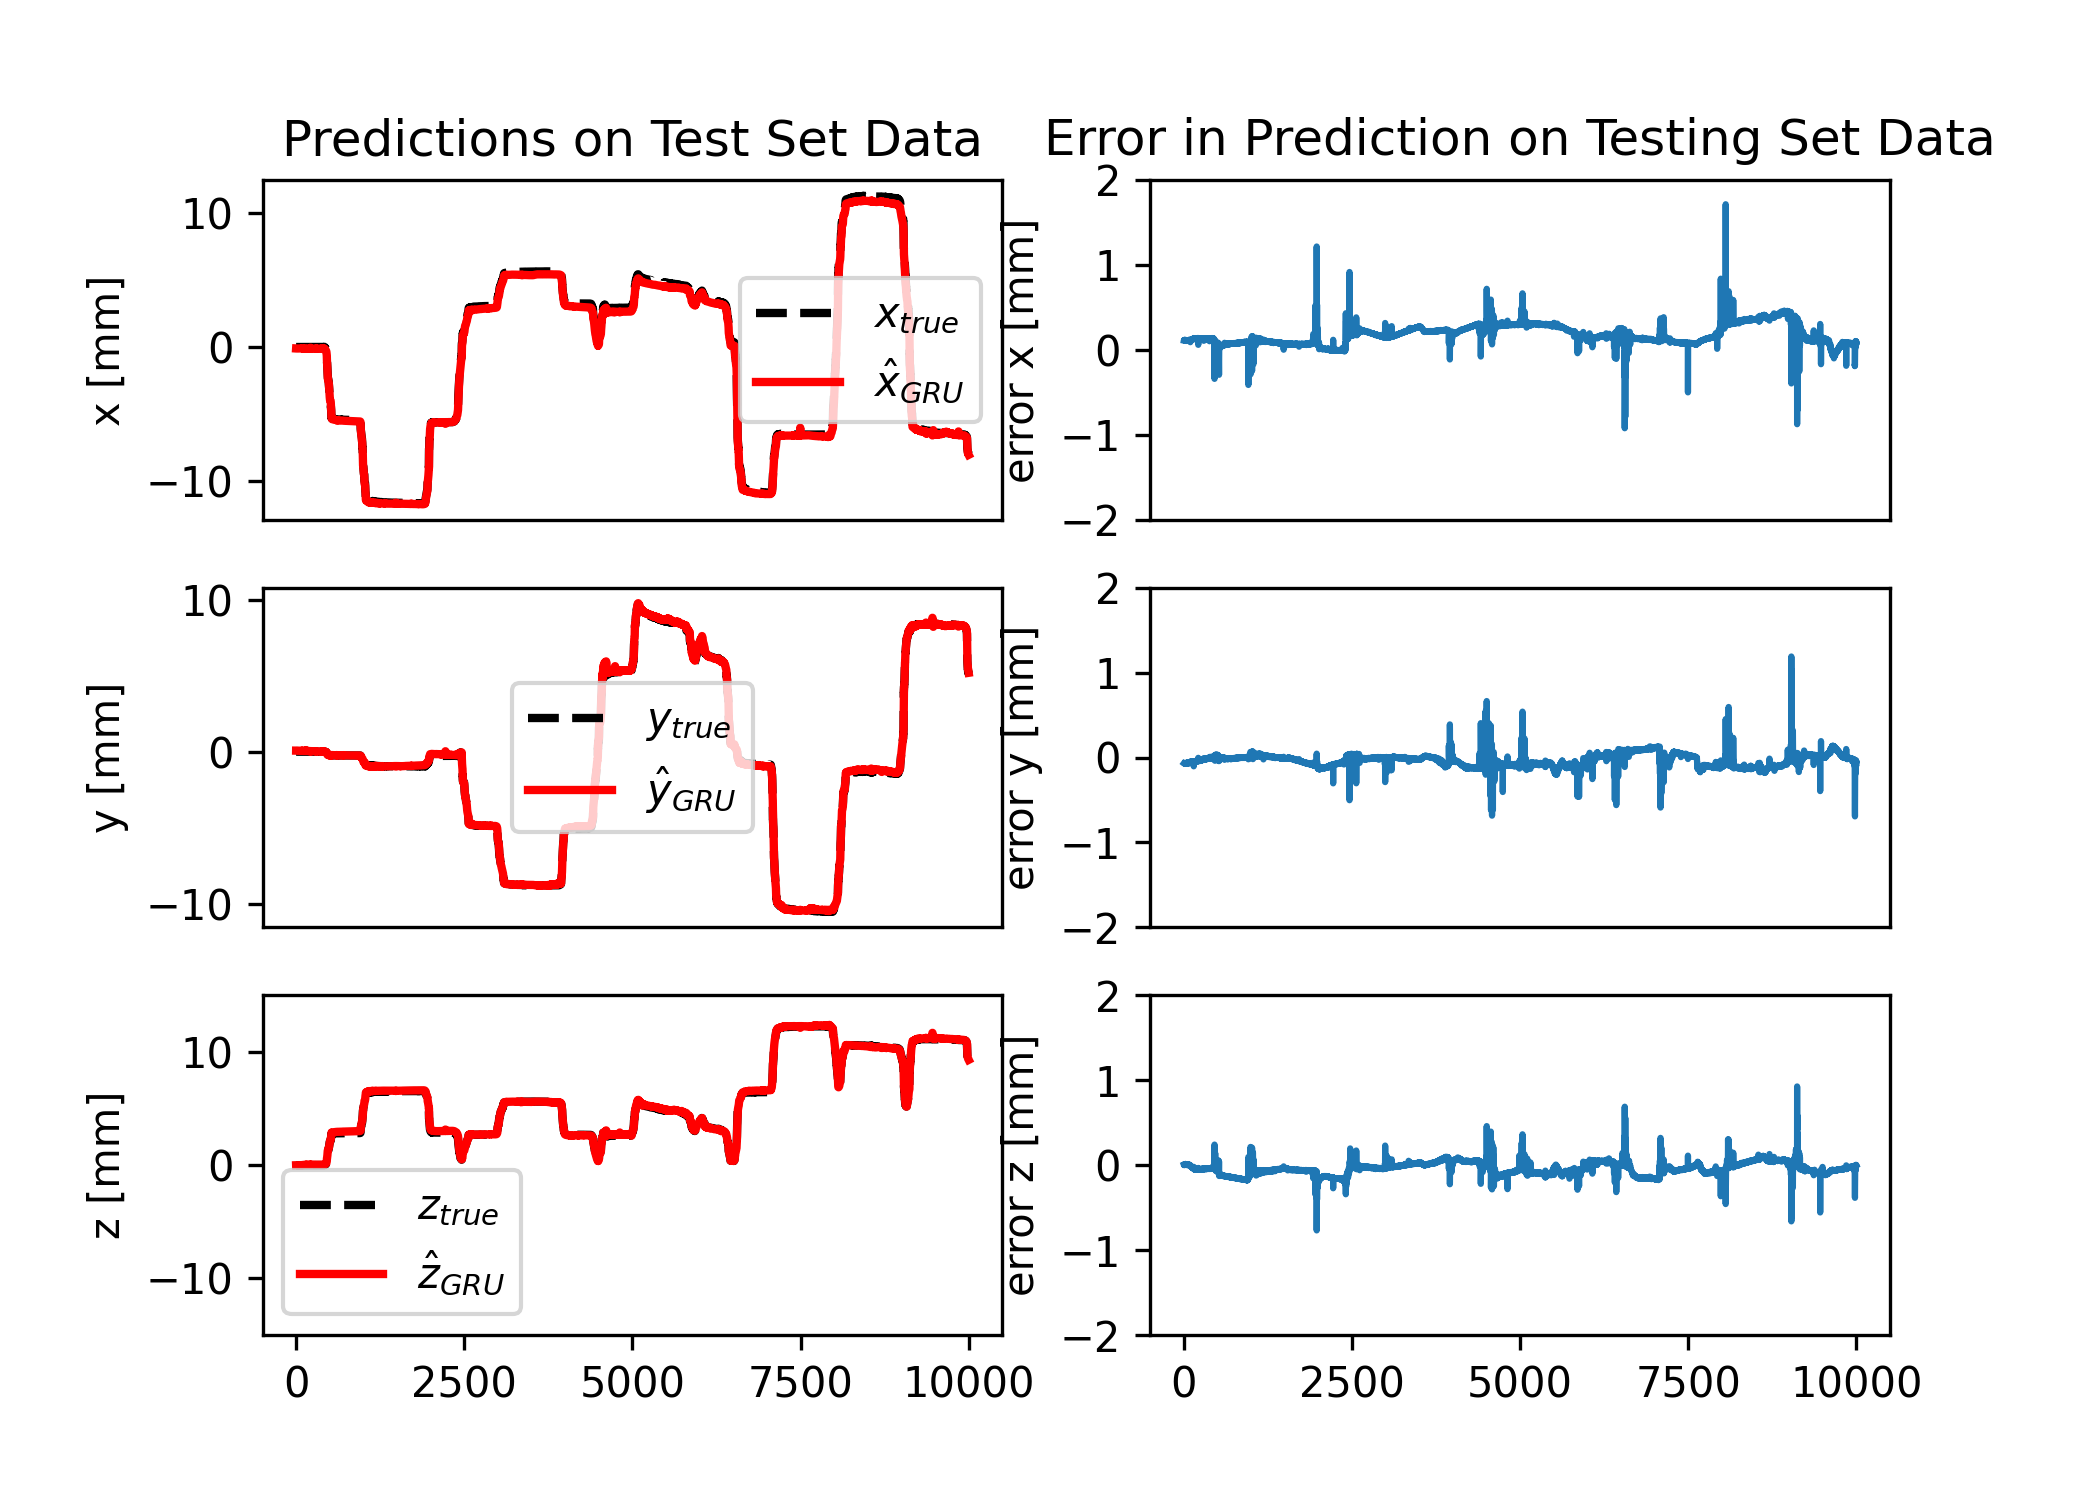 Predictions on Test Set Data
Error in Prediction on Testing Set Data
x [mm]
10
0
−10
x_true
x̂_GRU
error x [mm]
2
1
0
−1
−2
y [mm]
10
0
−10
y_true
ŷ_GRU
error y [mm]
2
1
0
−1
−2
z [mm]
10
0
−10
z_true
ẑ_GRU
0 2500 5000 7500 10000
error z [mm]
2
1
0
−1
−2
0 2500 5000 7500 10000